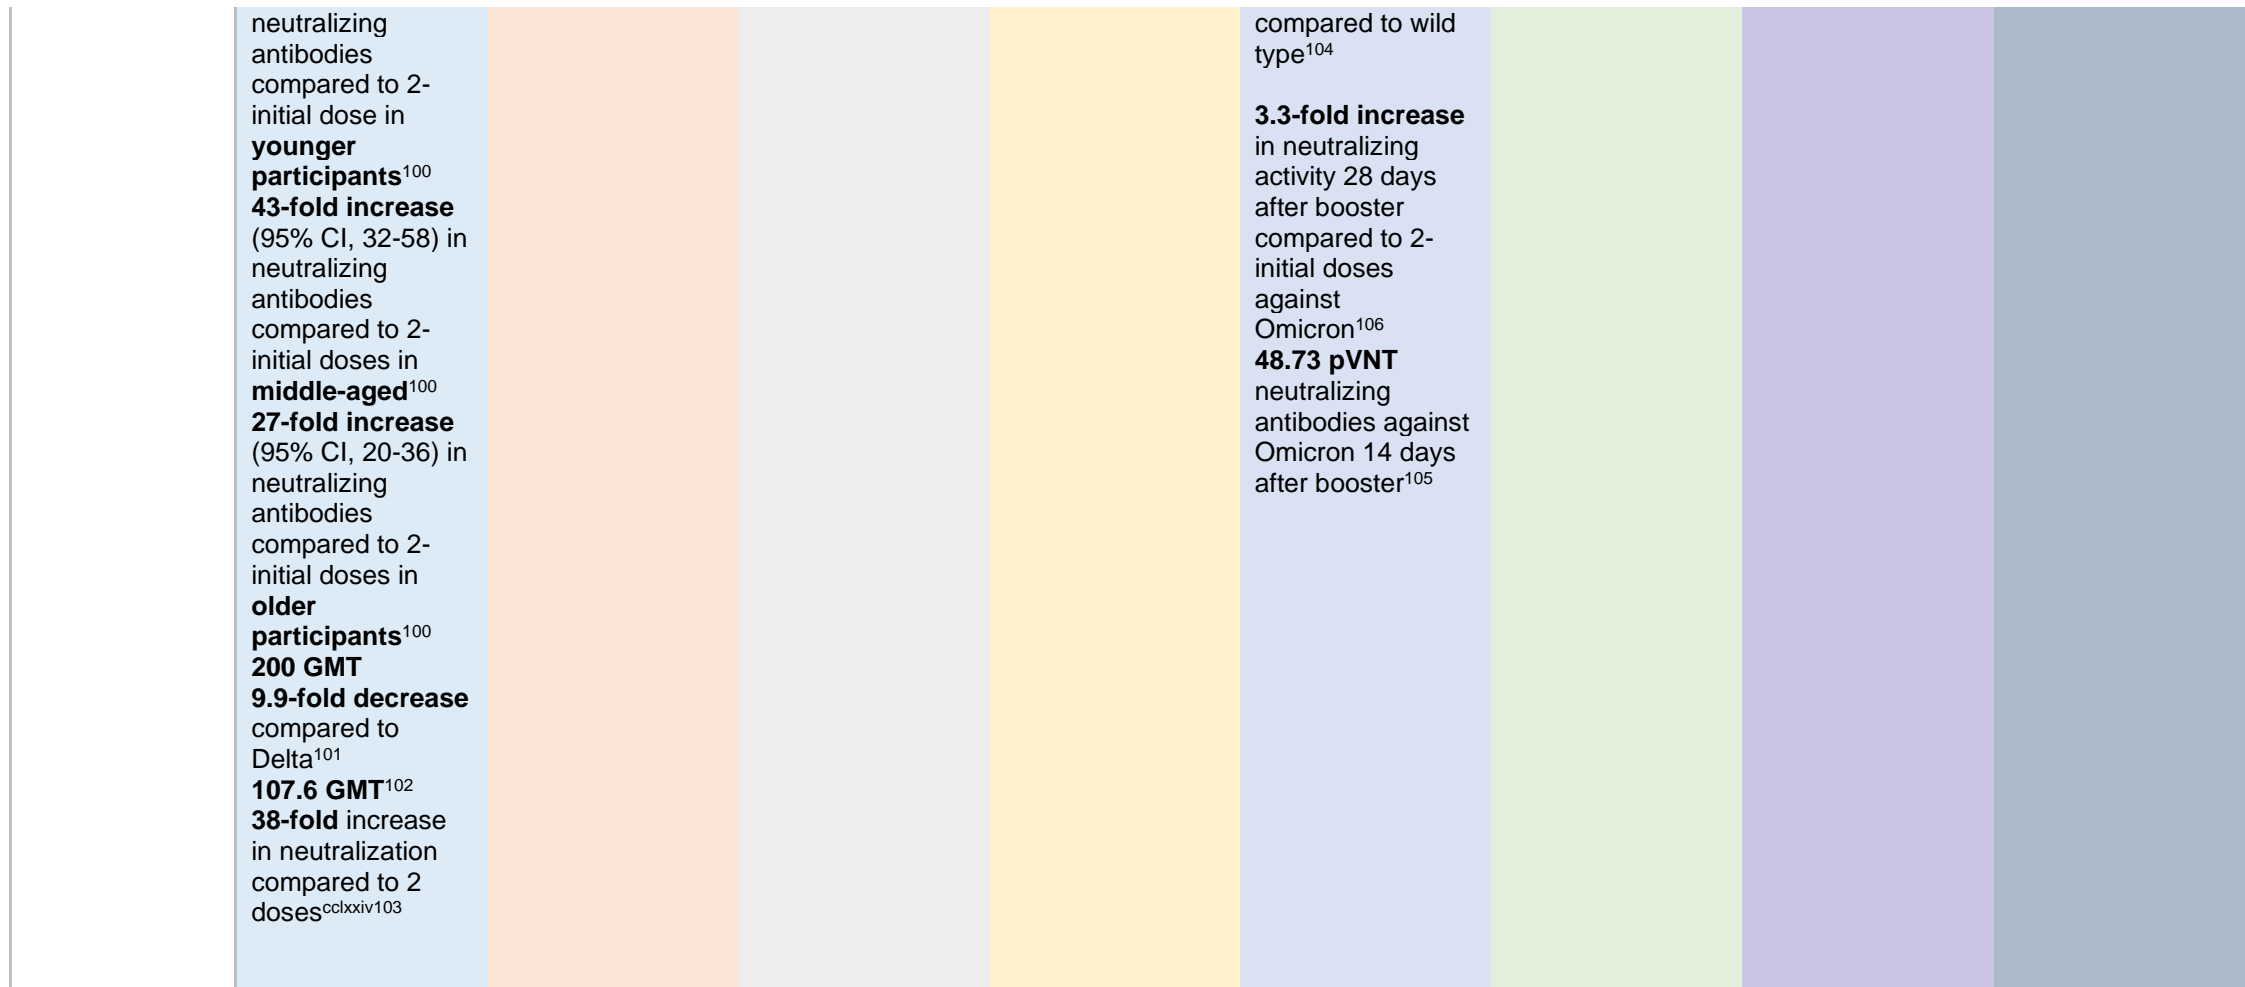 neutralizing
antibodies
compared to 2-
initial dose in
younger
participants100
43-fold increase
(95% CI, 32-58) in
neutralizing
antibodies
compared to 2-
initial doses in
middle-aged100
27-fold increase
(95% CI, 20-36) in
neutralizing
antibodies
compared to 2-
initial doses in
older
participants100
200 GMT
9.9-fold decrease
compared to
Delta101
107.6 GMT102
38-fold increase
in neutralization
compared to 2
dosescclxxiv103
compared to wild
type104
3.3-fold increase
in neutralizing
activity 28 days
after booster
compared to 2-
initial doses
against
Omicron106
48.73 pVNT
neutralizing
antibodies against
Omicron 14 days
after booster105